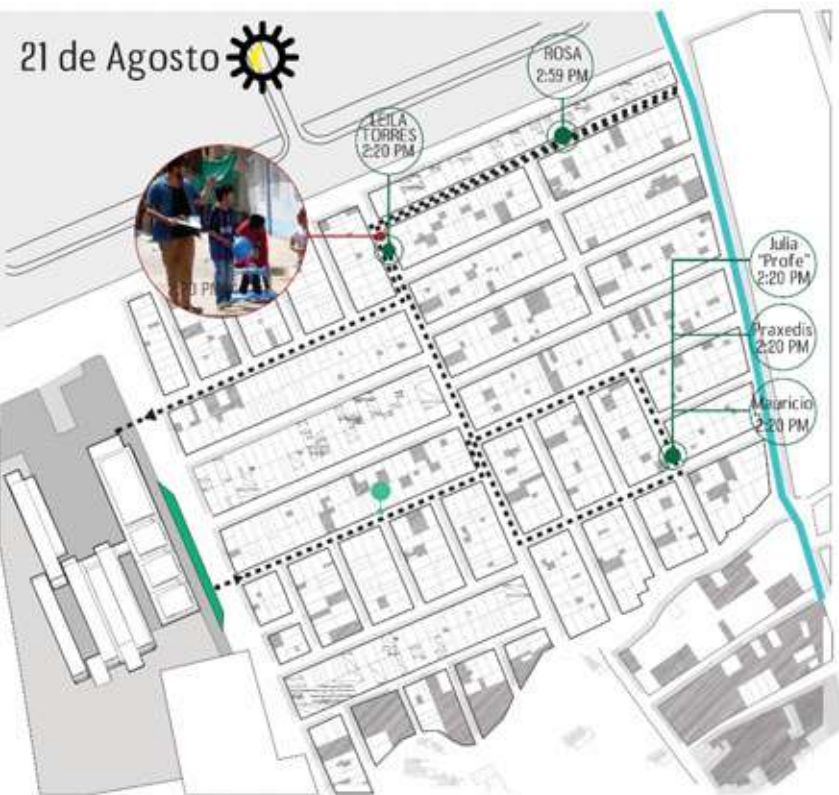 21 de Agosto
ROSA
2:59 PM
LEILA
TORRES
2:20 PM
Julia
"Profe"
2:20 PM
Praxedis
2:20 PM
Mauricio
2:20 PM